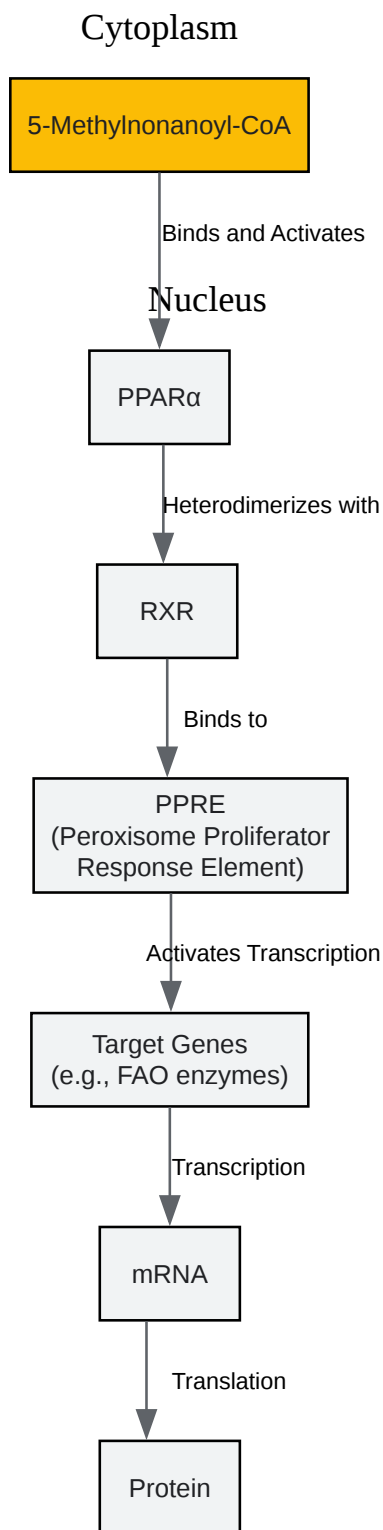 Cytoplasm
5-Methylnonanoyl-CoA
Binds and Activates
Nucleus
PPARα
Heterodimerizes with
RXR
Binds to
PPRE
(Peroxisome Proliferator
Response Element)
Activates Transcription
Target Genes
(e.g., FAO enzymes)
Transcription
mRNA
Translation
Protein